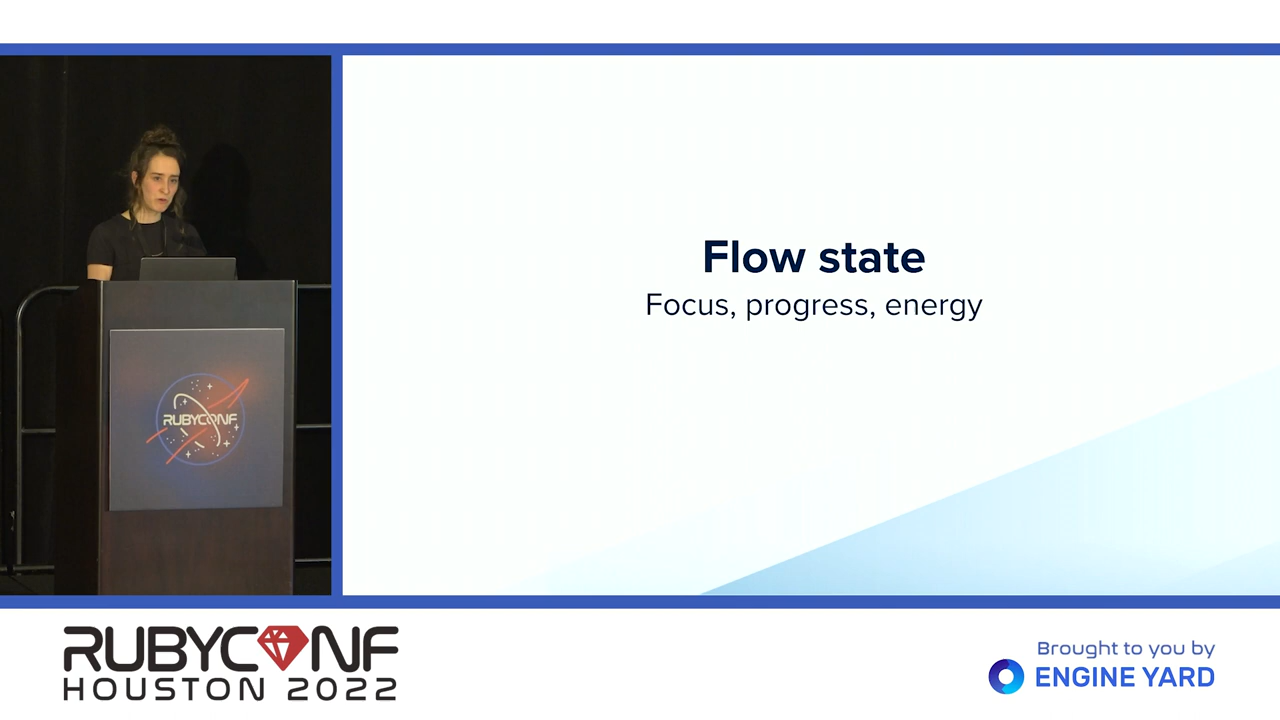 Flow state
Focus, progress, energy
RUBYCONF
RUBYCONF
HOUSTON 2022
Brought to you by
ENGINE YARD